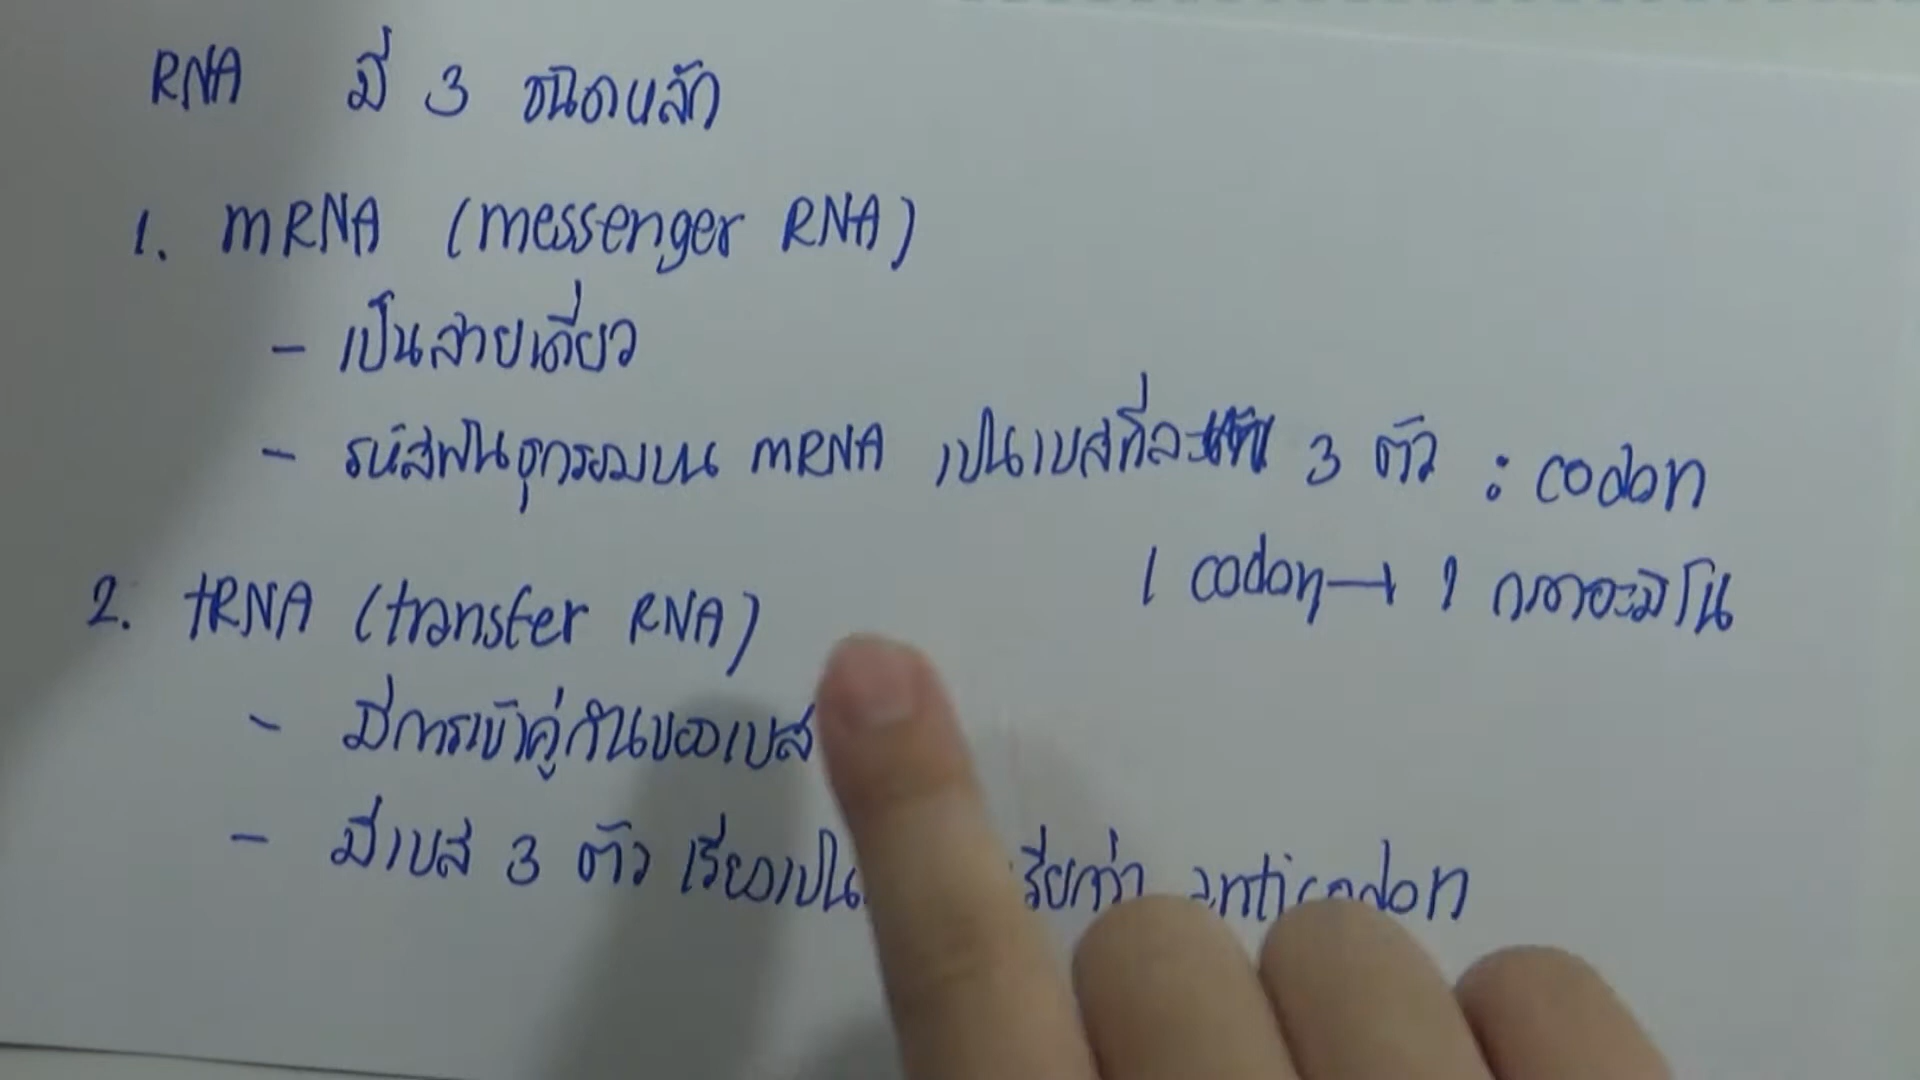 RNA มี 3 ชนิดหลัก
1. mRNA (messenger RNA)
- เป็นสายเดี่ยว
- รหัสพันธุกรรมบน mRNA เป็นเบสทีละ 3 ตัว : codon
1 codon → 1 กรดอะมิโน
2. tRNA (transfer RNA)
- มีการเข้าคู่กันของเบส
- มีเบส 3 ตัว เรียงเป็น เรียกว่า anticodon